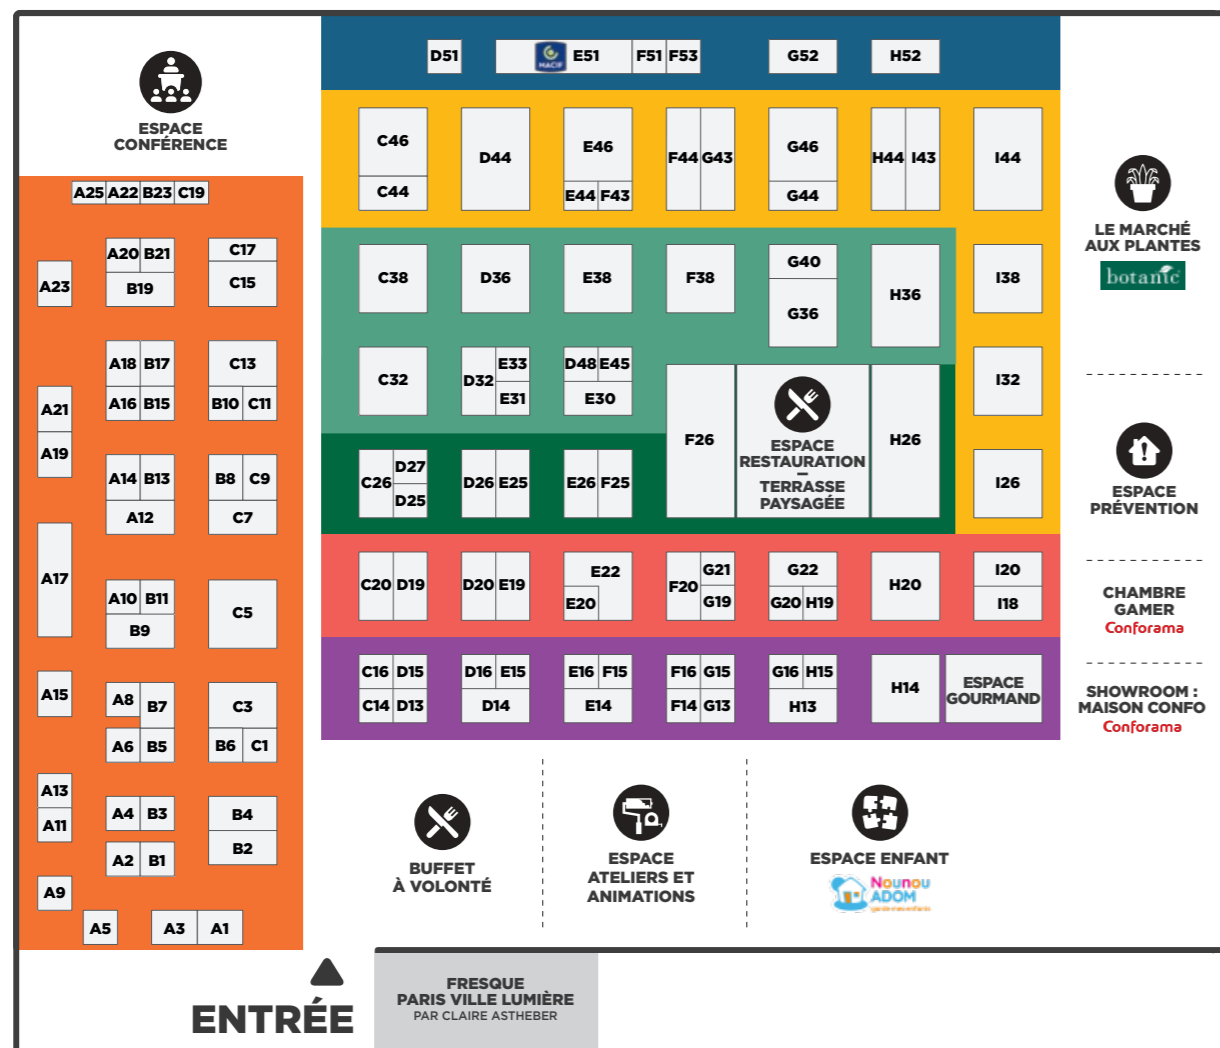 D51
MACIF
E51
F51 F53
G52
H52
ESPACE
CONFÉRENCE
C46
C44
D44
E46
E44 F43
F44 G43
G46
G44
H44 I43
I44
LE MARCHÉ
AUX PLANTES
botanic
A25 A22 B23 C19
A20 B21
B19
C17
C15
A23
C38
D36
E38
F38
G40
G36
H36
I38
A18 B17
A16 B15
C13
B10 C11
A21
A19
C32
D32
E33
E31
D48 E45
E30
F26
ESPACE
RESTAURATION
–
TERRASSE
PAYSAGÉE
H26
I32
A14 B13
A12
B8 C9
C7
C26
D27
D25
D26 E25
E26 F25
I26
ESPACE
PRÉVENTION
A17
A10 B11
B9
C5
C20 D19
D20 E19
E22
E20
F20
G21
G19
G22
G20 H19
H20
I20
I18
CHAMBRE
GAMER
Conforama
A15
A8
B7
A6 B5
C3
B6 C1
C16 D15
C14 D13
D16 E15
D14
E16 F15
E14
F16 G15
F14 G13
G16 H15
H13
H14
ESPACE
GOURMAND
SHOWROOM :
MAISON CONFO
Conforama
A13
A11
A4 B3
A2 B1
B4
B2
A9
A5
A3 A1
BUFFET
À VOLONTÉ
ESPACE
ATELIERS ET
ANIMATIONS
ESPACE ENFANT
Nounou
ADOM
ENTRÉE
FRESQUE
PARIS VILLE LUMIÈRE
PAR CLAIRE ASTHEBER